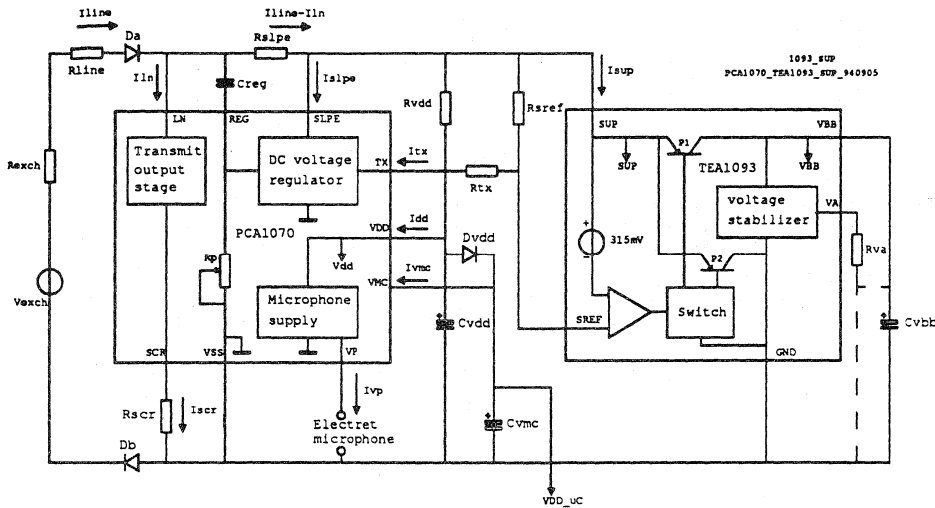 Iline
Iline-Iln
Da
Rslpe
Rline
1093_SUP
PCA1070_TEA1093_SUP_940905
Iln
Creg
Islpe
Isup
Rvdd
Rsref
LN
REG
SLPE
SUP
VBB
Rexch
Transmit
output
stage
DC voltage
regulator
TX
Itx
Rtx
P1
SUP
TEA1093
VBB
voltage
stabilizer
VA
PCA1070
VDD
Idd
Dvdd
+
315mV
-
Rva
Rp
Vdd
VMC
Ivmc
P2
Vexch
Microphone
supply
Cvdd
SREF
Switch
Cvbb
SCR
VSS
VP
GND
Rscr
Iscr
Ivp
Electret
microphone
Cvmc
Db
VDD_uC